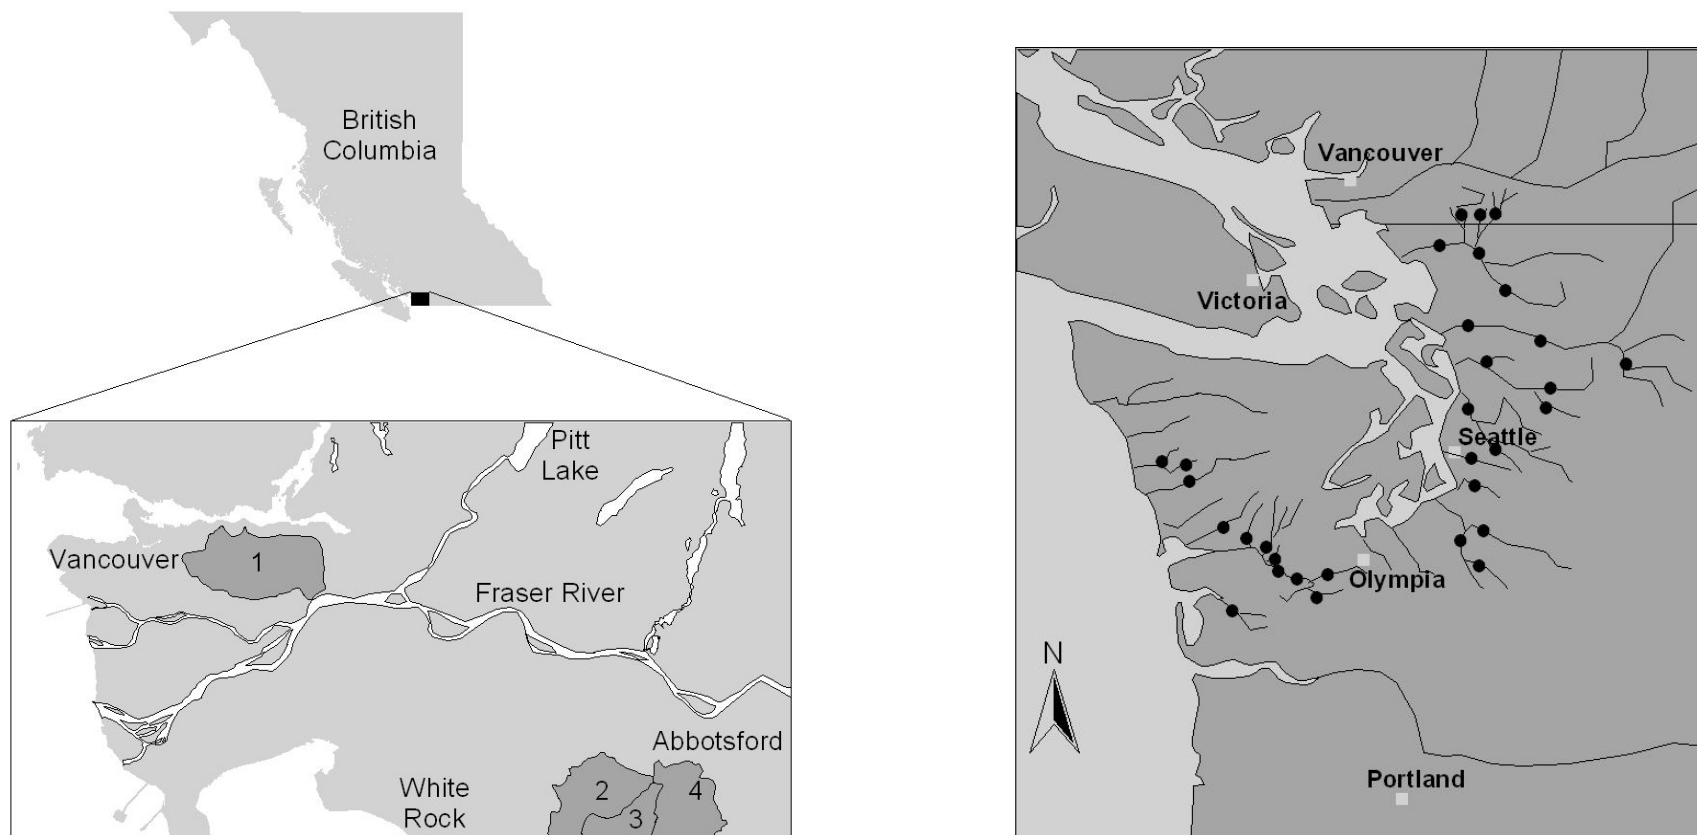 British
Columbia
Pitt
Lake
Vancouver
1
Fraser River
Abbotsford
White
Rock
2
3
4
Vancouver
Victoria
Seattle
Olympia
N
Portland